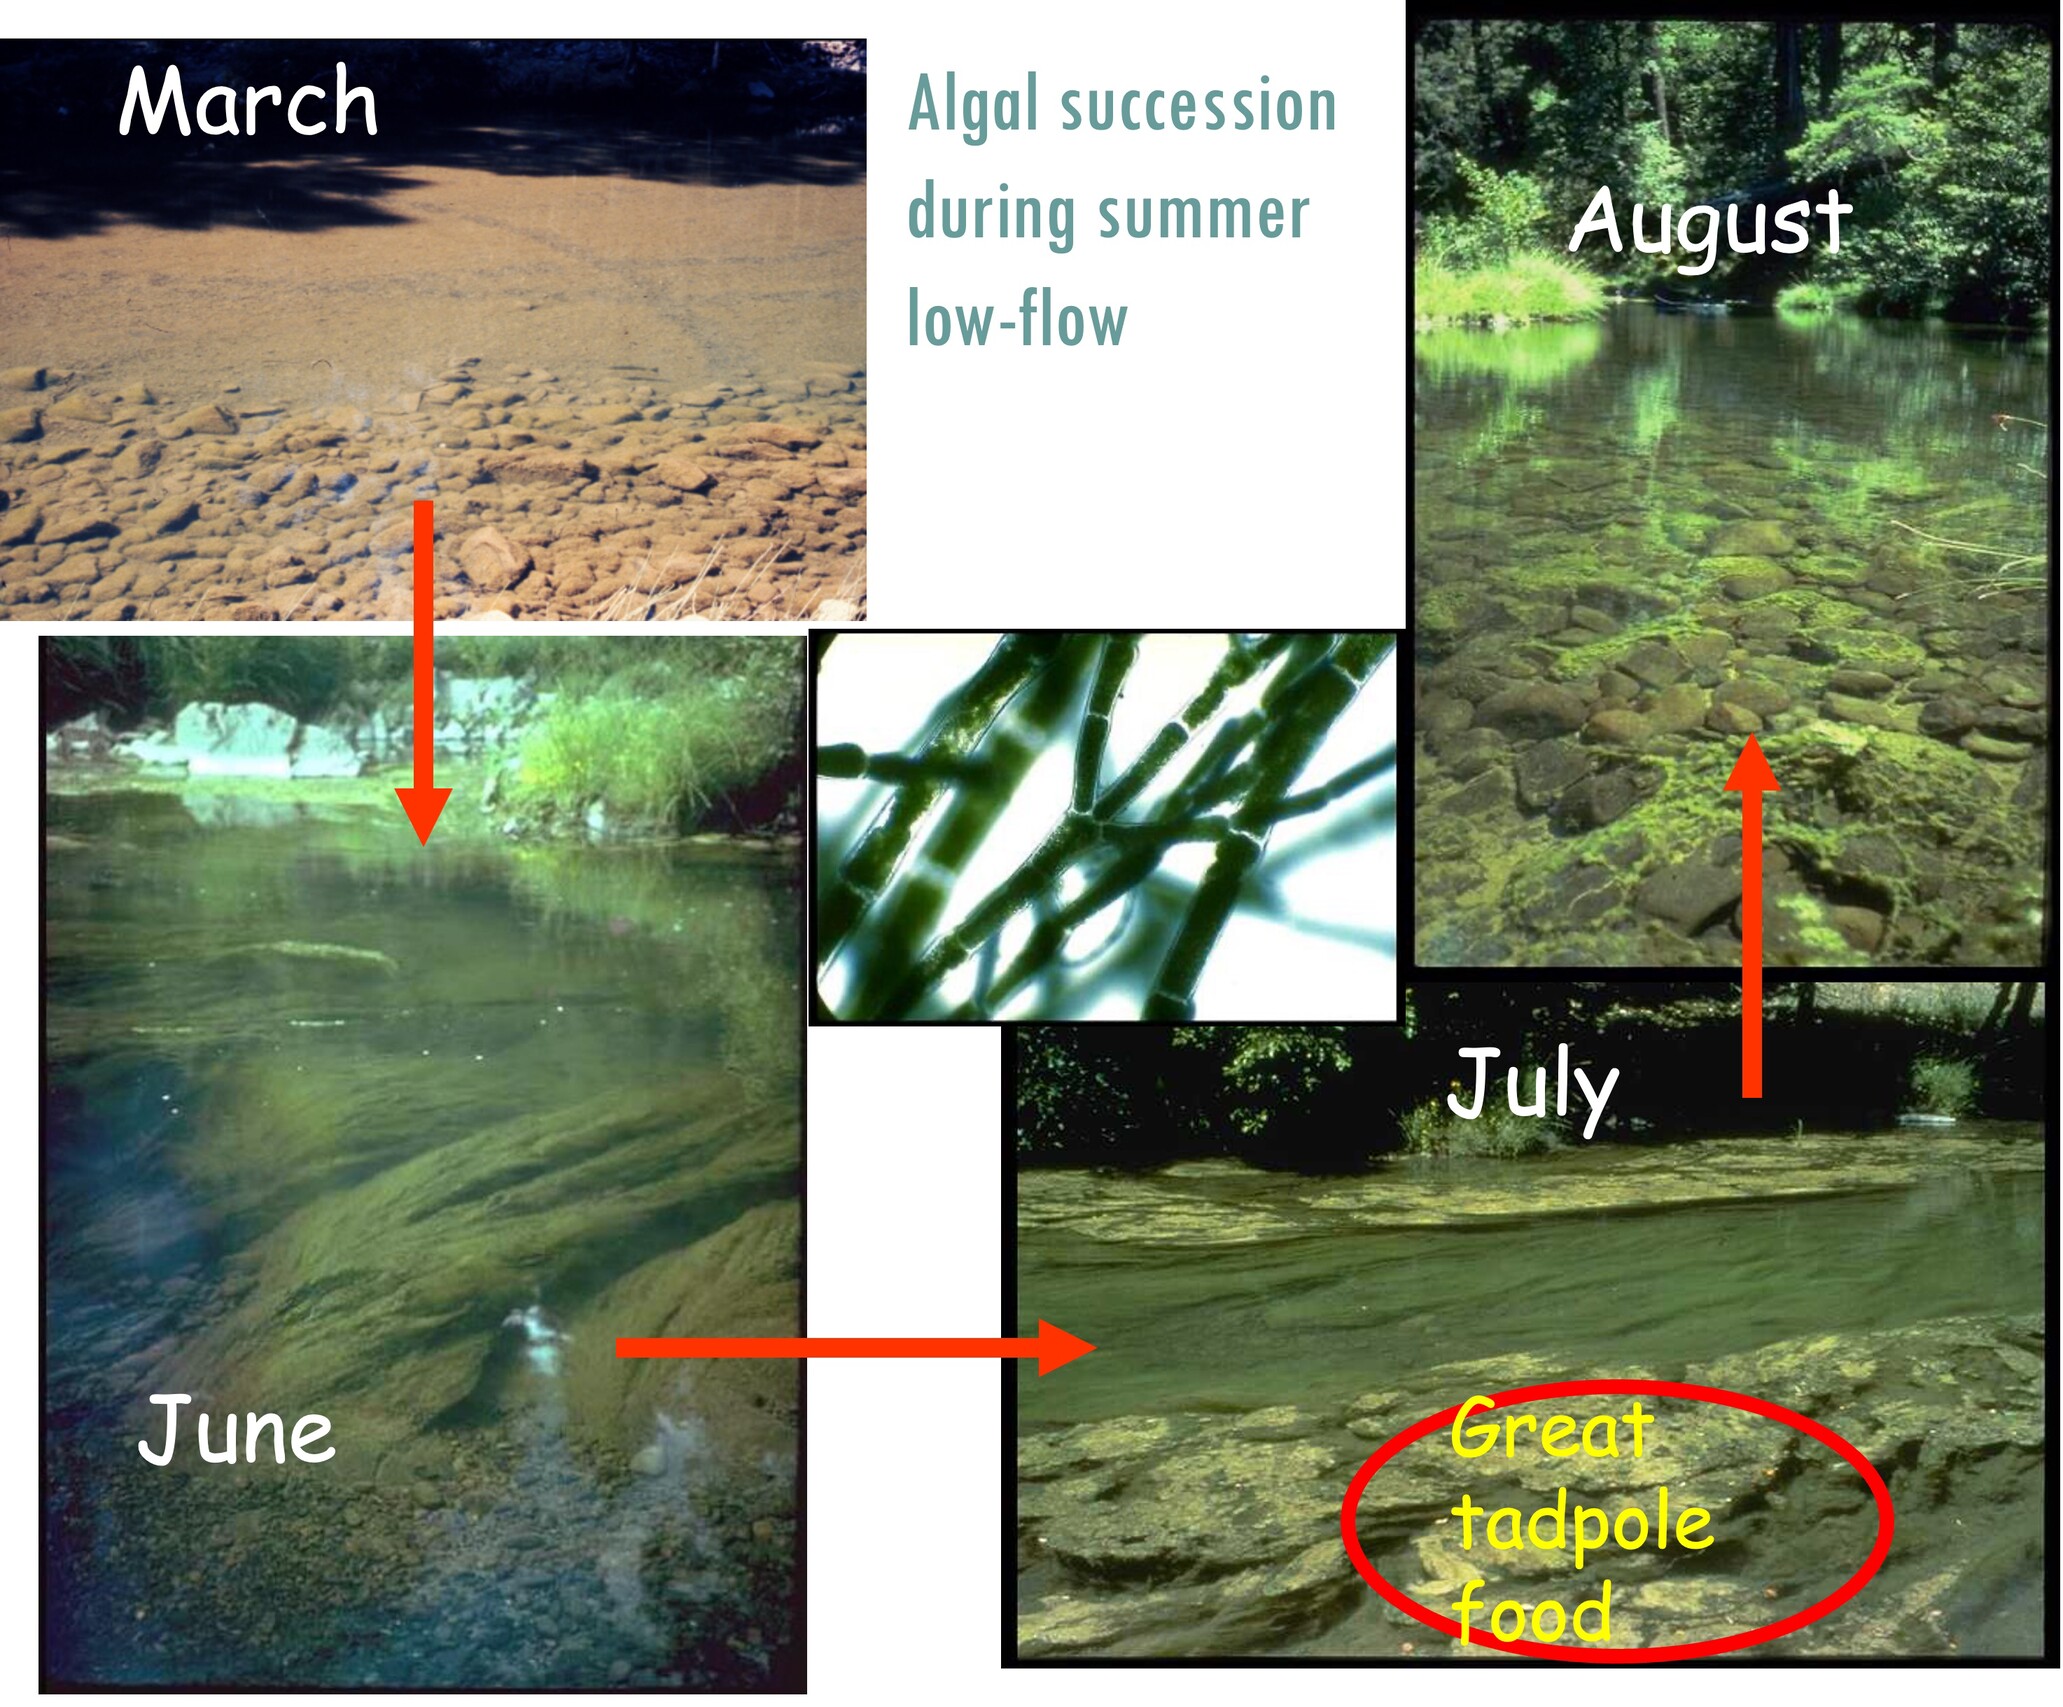 March
Algal succession
during summer
low-flow
August
June
July
Great
tadpole
food